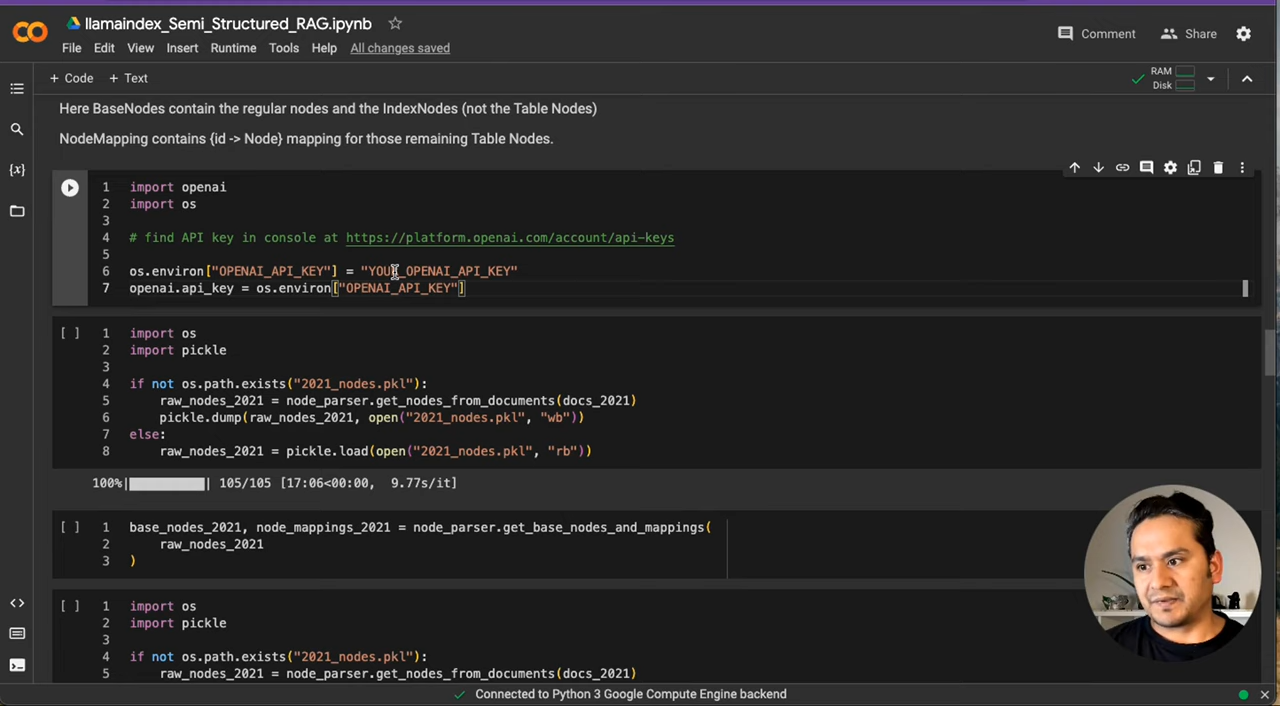 llamaindex_Semi_Structured_RAG.ipynb
Comment
Share
File Edit View Insert Runtime Tools Help All changes saved
+ Code + Text
RAM
Disk
Here BaseNodes contain the regular nodes and the IndexNodes (not the Table Nodes)
NodeMapping contains {id -> Node} mapping for those remaining Table Nodes.
1 import openai
2 import os
3
4 # find API key in console at https://platform.openai.com/account/api-keys
5
6 os.environ["OPENAI_API_KEY"] = "YOUR_OPENAI_API_KEY"
7 openai.api_key = os.environ["OPENAI_API_KEY"]
[ ] 1 import os
2 import pickle
3
4 if not os.path.exists("2021_nodes.pkl"):
5 raw_nodes_2021 = node_parser.get_nodes_from_documents(docs_2021)
6 pickle.dump(raw_nodes_2021, open("2021_nodes.pkl", "wb"))
7 else:
8 raw_nodes_2021 = pickle.load(open("2021_nodes.pkl", "rb"))
100%| | 105/105 [17:06<00:00, 9.77s/it]
[ ] 1 base_nodes_2021, node_mappings_2021 = node_parser.get_base_nodes_and_mappings(
2 raw_nodes_2021
3 )
[ ] 1 import os
2 import pickle
3
4 if not os.path.exists("2021_nodes.pkl"):
5 raw_nodes_2021 = node_parser.get_nodes_from_documents(docs_2021)
Connected to Python 3 Google Compute Engine backend